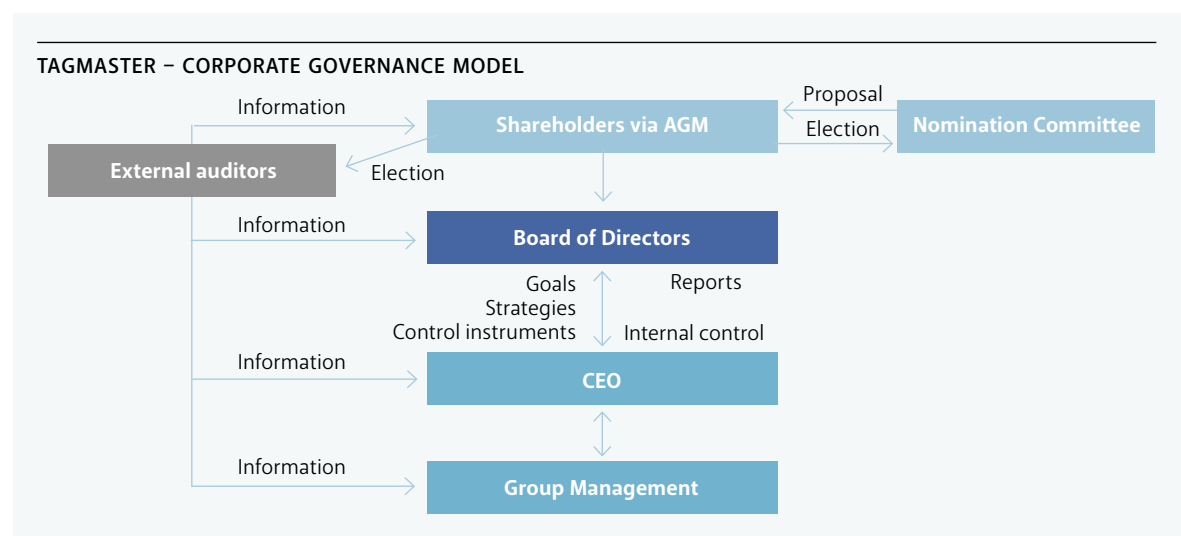 TAGMASTER – CORPORATE GOVERNANCE MODEL
Information
Shareholders via AGM
Proposal
Election
Nomination Committee
External auditors
Election
Information
Board of Directors
Goals
Strategies
Control instruments
Reports
Internal control
Information
CEO
Information
Group Management